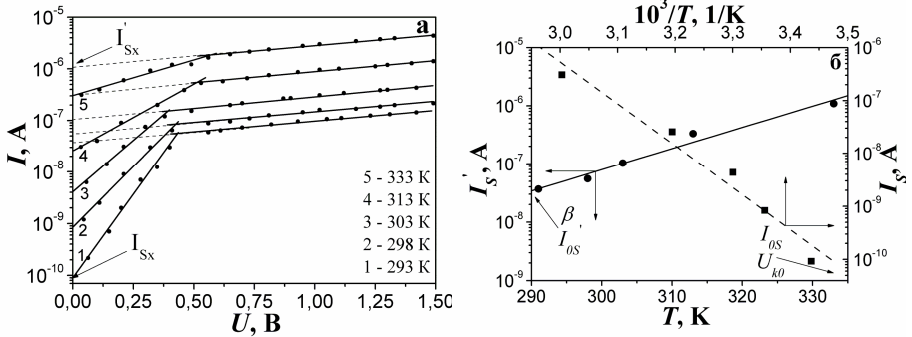 10⁻⁵
10⁻⁶
10⁻⁷
10⁻⁸
10⁻⁹
10⁻¹⁰
I, A
I'Sx
a
5
4
3
2
1
5 - 333 K
4 - 313 K
3 - 303 K
2 - 298 K
1 - 293 K
ISx
0,00 0,25 0,50 0,75 1,00 1,25 1,50
U, В
10³/T, 1/K
3,0 3,1 3,2 3,3 3,4 3,5
б
10⁻⁵
10⁻⁶
10⁻⁷
10⁻⁸
10⁻⁹
I'S, A
10⁻⁶
10⁻⁷
10⁻⁸
10⁻⁹
10⁻¹⁰
IS, A
β
I0S'
I0S
Uk0
290 300 310 320 330
T, K